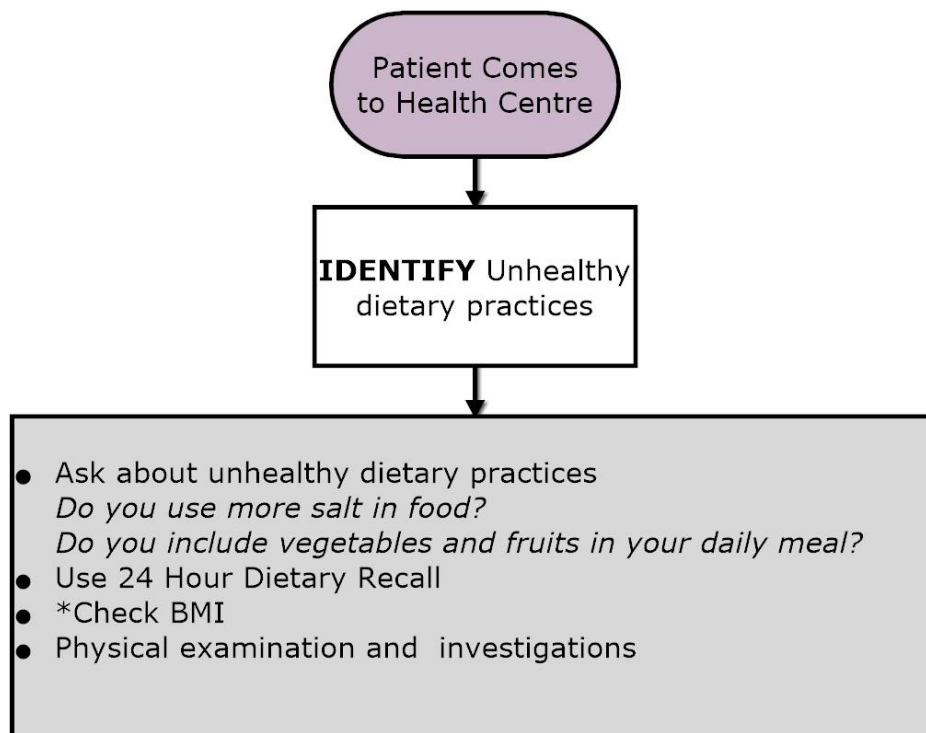 Patient Comes
to Health Centre
IDENTIFY Unhealthy
dietary practices
● Ask about unhealthy dietary practices
Do you use more salt in food?
Do you include vegetables and fruits in your daily meal?
● Use 24 Hour Dietary Recall
● *Check BMI
● Physical examination and investigations